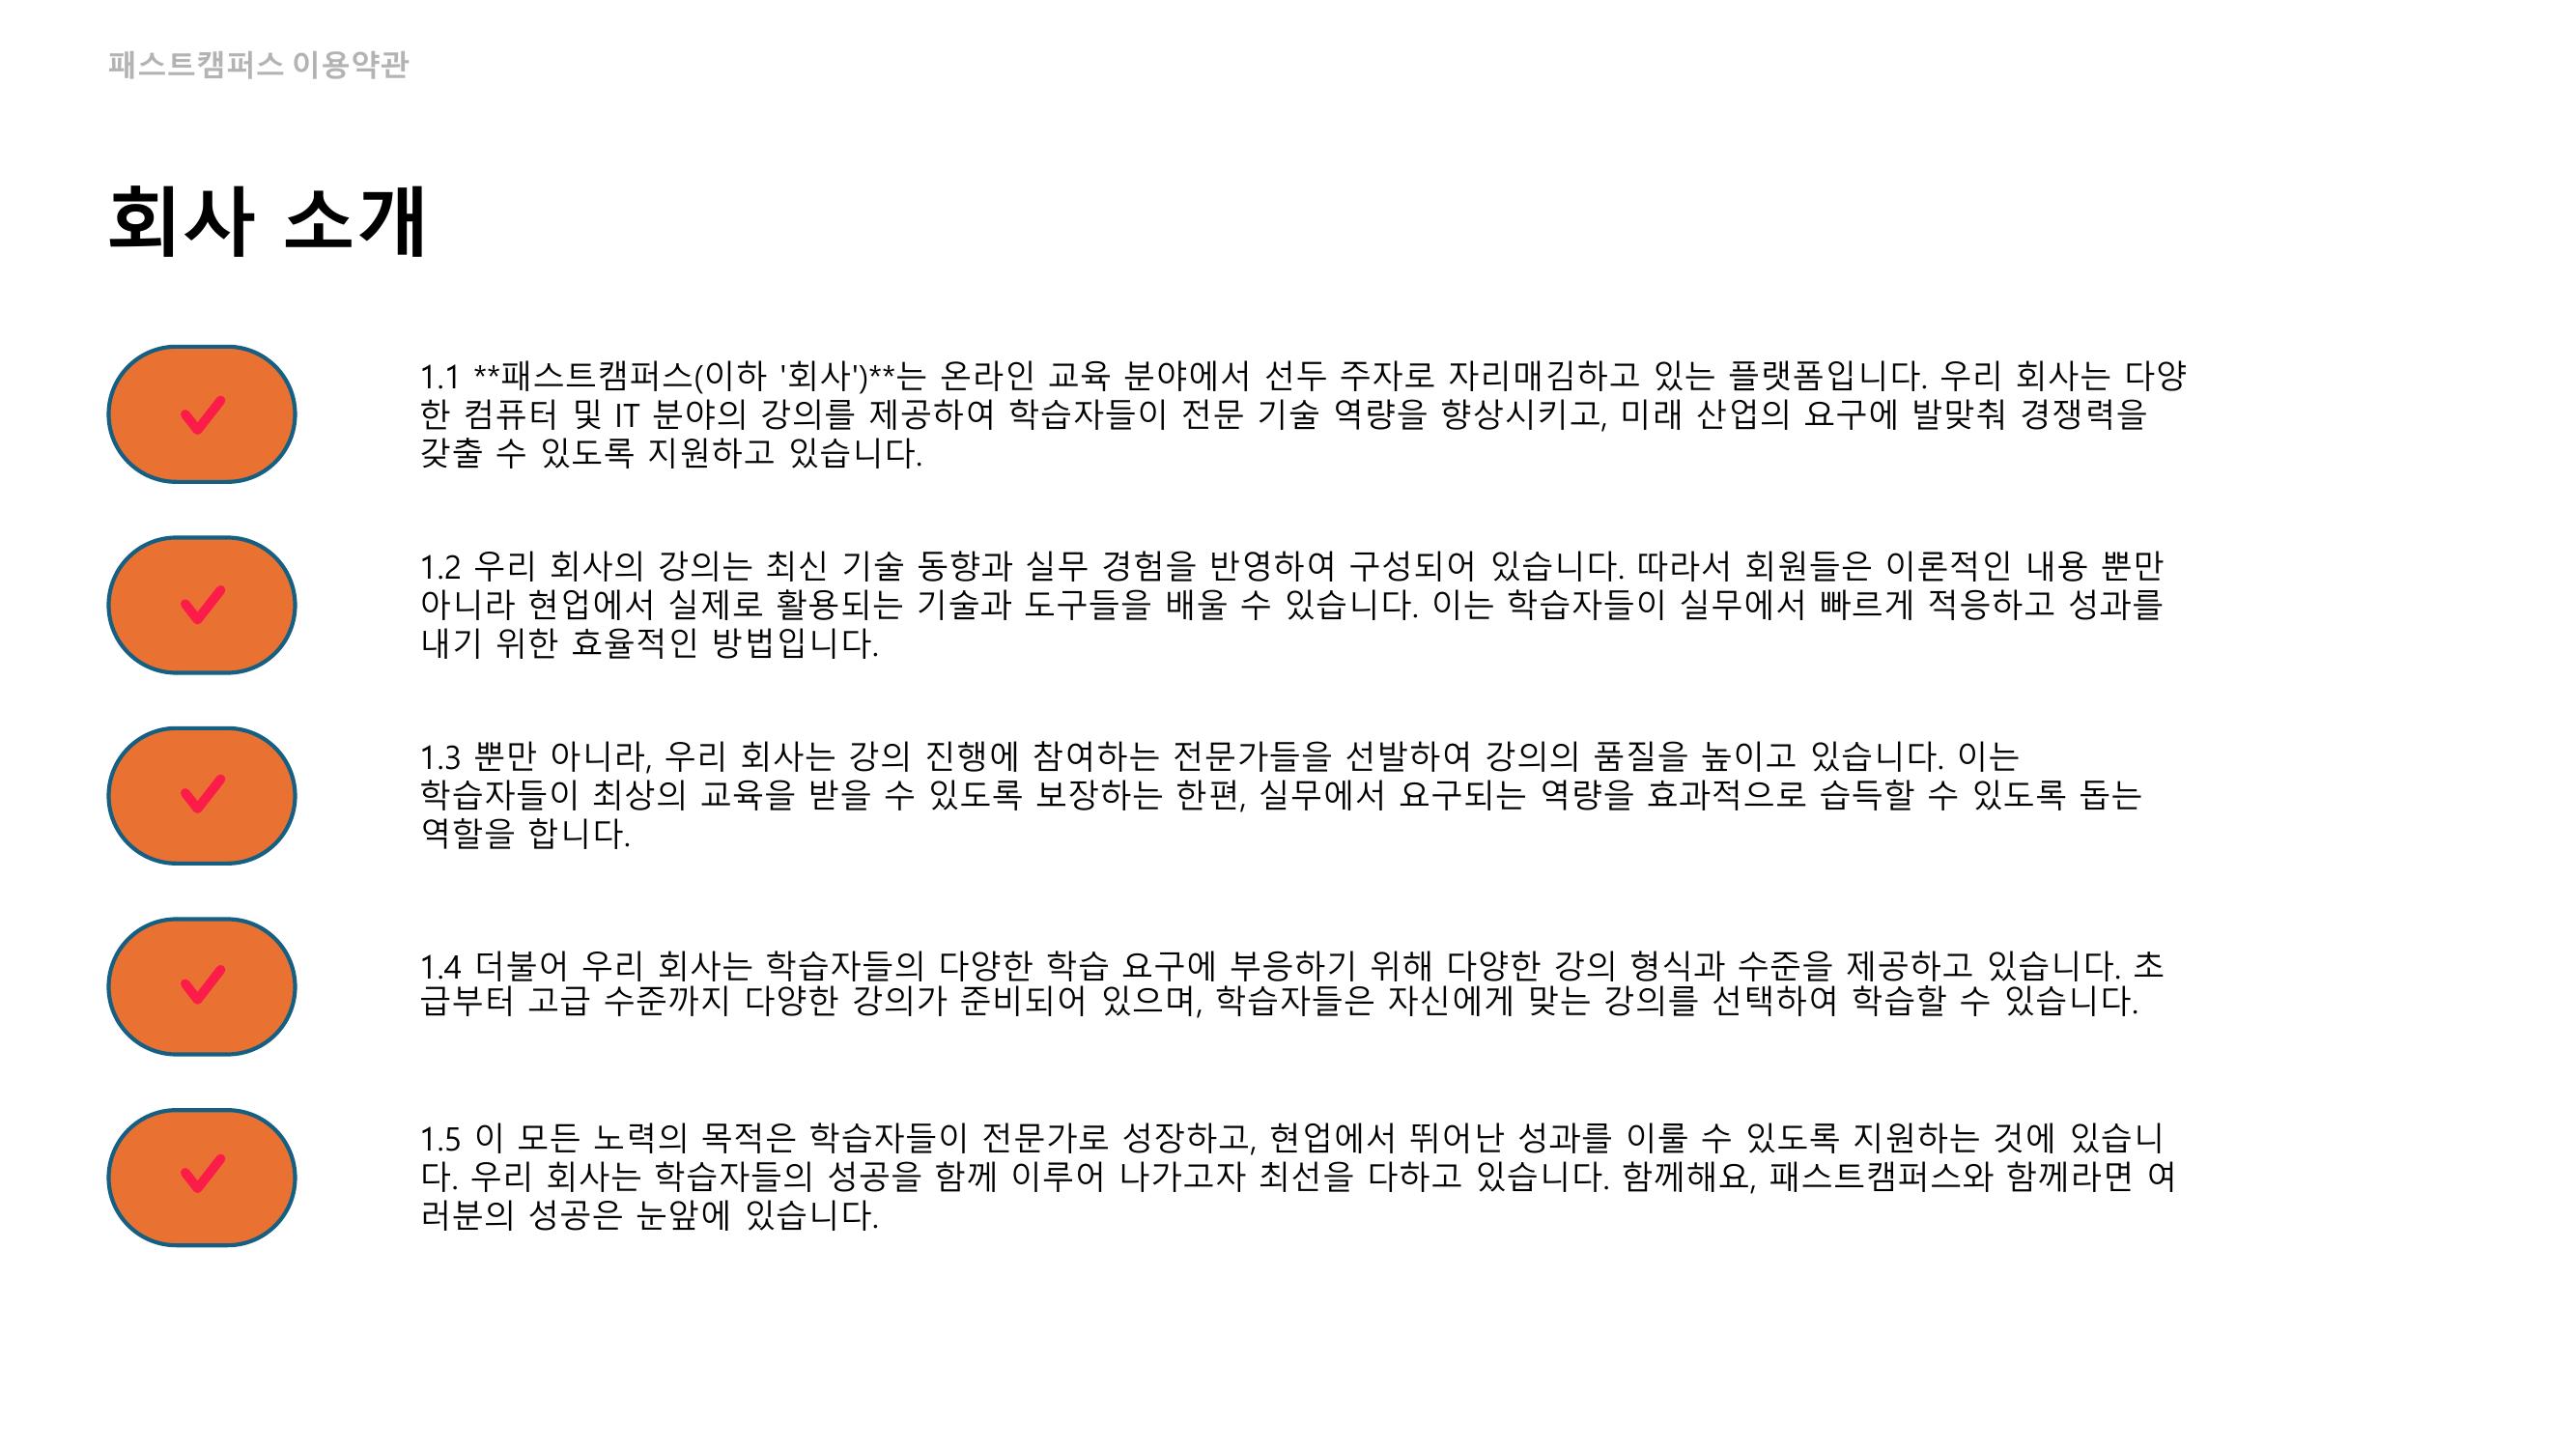 패스트캠퍼스 이용약관
회사 소개
1.1 **패스트캠퍼스(이하 '회사')**는 온라인 교육 분야에서 선두 주자로 자리매김하고 있는 플랫폼입니다. 우리 회사는 다양
한 컴퓨터 및 IT 분야의 강의를 제공하여 학습자들이 전문 기술 역량을 향상시키고, 미래 산업의 요구에 발맞춰 경쟁력을
갖출 수 있도록 지원하고 있습니다.
1.2 우리 회사의 강의는 최신 기술 동향과 실무 경험을 반영하여 구성되어 있습니다. 따라서 회원들은 이론적인 내용 뿐만
아니라 현업에서 실제로 활용되는 기술과 도구들을 배울 수 있습니다. 이는 학습자들이 실무에서 빠르게 적응하고 성과를
내기 위한 효율적인 방법입니다.
1.3 뿐만 아니라, 우리 회사는 강의 진행에 참여하는 전문가들을 선발하여 강의의 품질을 높이고 있습니다. 이는
학습자들이 최상의 교육을 받을 수 있도록 보장하는 한편, 실무에서 요구되는 역량을 효과적으로 습득할 수 있도록 돕는
역할을 합니다.
1.4 더불어 우리 회사는 학습자들의 다양한 학습 요구에 부응하기 위해 다양한 강의 형식과 수준을 제공하고 있습니다. 초
급부터 고급 수준까지 다양한 강의가 준비되어 있으며, 학습자들은 자신에게 맞는 강의를 선택하여 학습할 수 있습니다.
1.5 이 모든 노력의 목적은 학습자들이 전문가로 성장하고, 현업에서 뛰어난 성과를 이룰 수 있도록 지원하는 것에 있습니
다. 우리 회사는 학습자들의 성공을 함께 이루어 나가고자 최선을 다하고 있습니다. 함께해요, 패스트캠퍼스와 함께라면 여
러분의 성공은 눈앞에 있습니다.